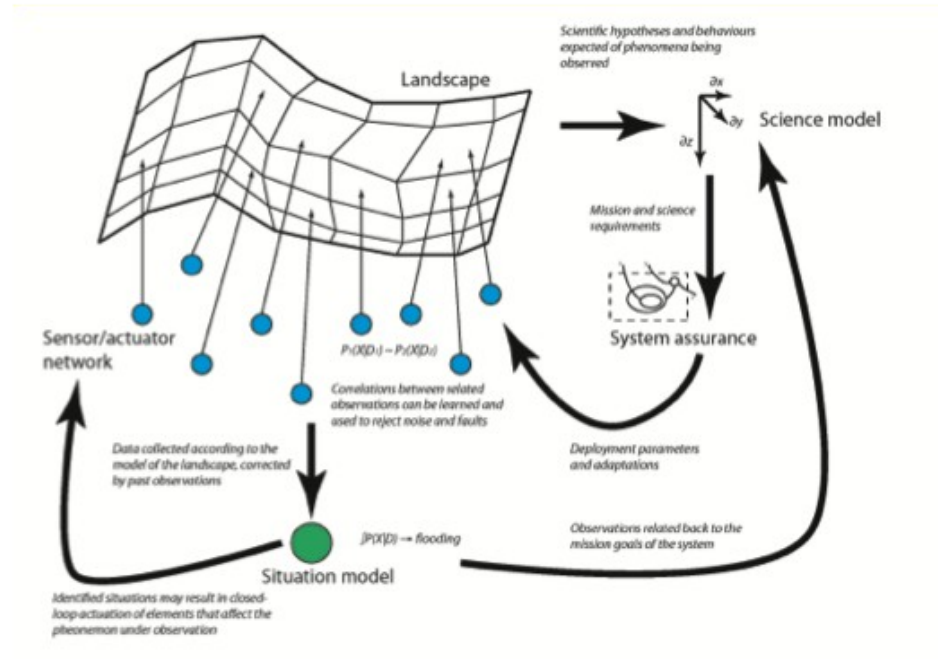 Scientific hypotheses and behaviours
expected of phenomena being
observed
Landscape
∂x
∂y
∂z
Science model
Mission and science
requirements
System assurance
Sensor/actuator
network
P₁(X|D₁) ~ P₂(X|D₂)
Correlations between related
observations can be learned and
used to reject noise and faults
Data collected according to the
model of the landscape, corrected
by past observations
Deployment parameters
and adaptations
Observations related back to the
mission goals of the system
∫P(X|D) → flooding
Situation model
Identified situations may result in closed-
loop actuation of elements that affect the
pheonemon under observation